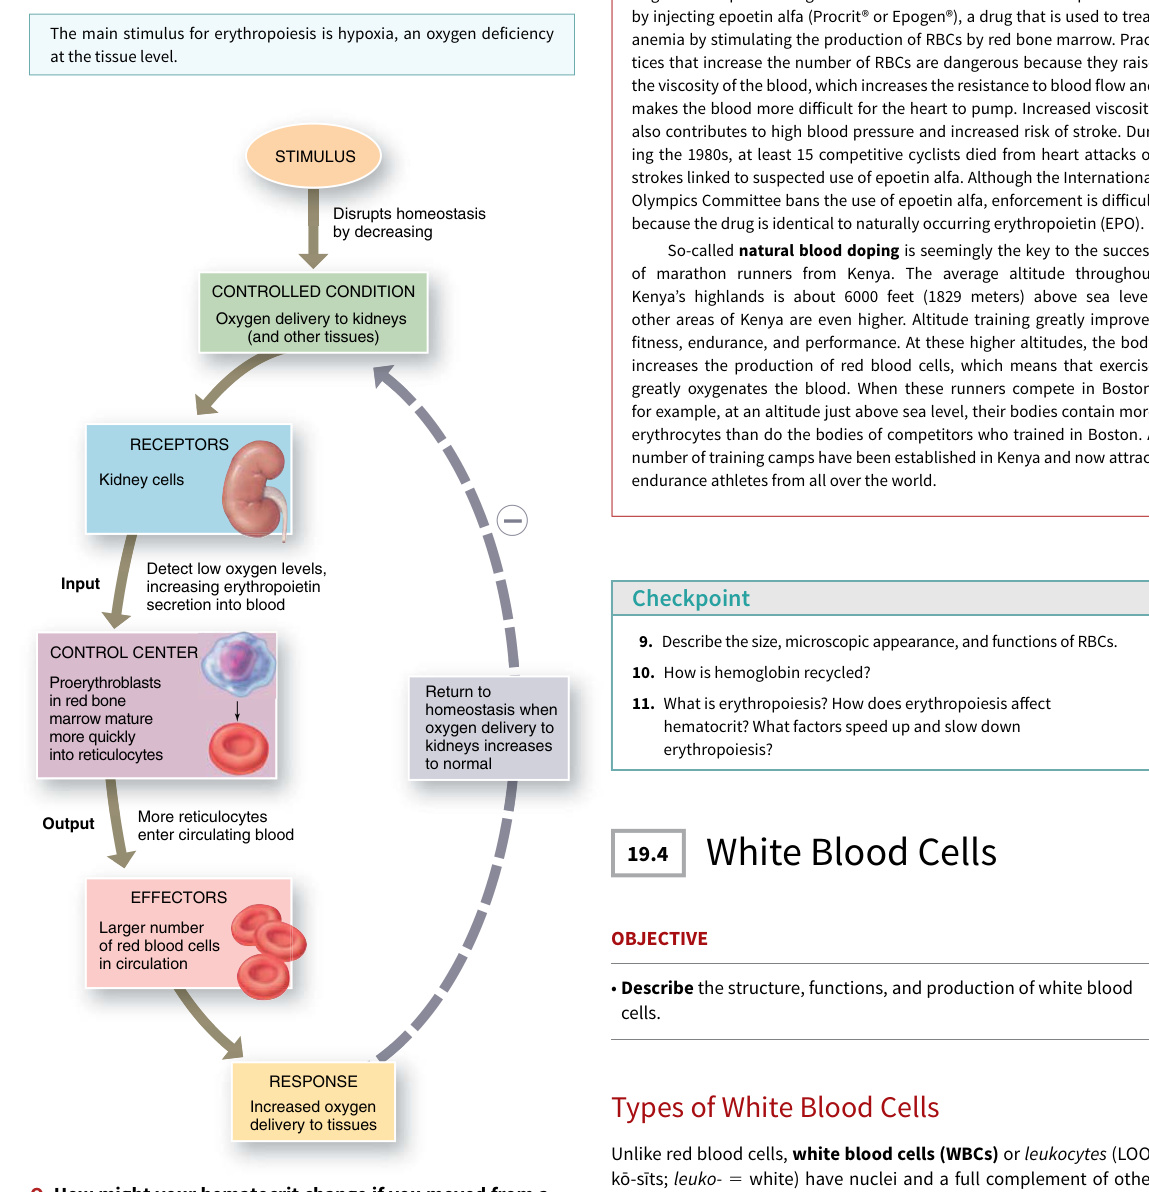 The main stimulus for erythropoiesis is hypoxia, an oxygen deficiency
at the tissue level.
STIMULUS
Disrupts homeostasis
by decreasing
CONTROLLED CONDITION
Oxygen delivery to kidneys
(and other tissues)
RECEPTORS
Kidney cells
Input
Detect low oxygen levels,
increasing erythropoietin
secretion into blood
CONTROL CENTER
Proerythroblasts
in red bone
marrow mature
more quickly
into reticulocytes
Return to
homeostasis when
oxygen delivery to
kidneys increases
to normal
Output
More reticulocytes
enter circulating blood
EFFECTORS
Larger number
of red blood cells
in circulation
RESPONSE
Increased oxygen
delivery to tissues
Q How might your hematocrit change if you moved from a
by injecting epoetin alfa (Procrit® or Epogen®), a drug that is used to trea
anemia by stimulating the production of RBCs by red bone marrow. Prac
tices that increase the number of RBCs are dangerous because they rais
the viscosity of the blood, which increases the resistance to blood flow an
makes the blood more difficult for the heart to pump. Increased viscosit
also contributes to high blood pressure and increased risk of stroke. Dur
ing the 1980s, at least 15 competitive cyclists died from heart attacks o
strokes linked to suspected use of epoetin alfa. Although the Internationa
Olympics Committee bans the use of epoetin alfa, enforcement is difficul
because the drug is identical to naturally occurring erythropoietin (EPO).
So-called natural blood doping is seemingly the key to the succes
of marathon runners from Kenya. The average altitude throughou
Kenya's highlands is about 6000 feet (1829 meters) above sea leve
other areas of Kenya are even higher. Altitude training greatly improve
fitness, endurance, and performance. At these higher altitudes, the bod
increases the production of red blood cells, which means that exercis
greatly oxygenates the blood. When these runners compete in Boston
for example, at an altitude just above sea level, their bodies contain mor
erythrocytes than do the bodies of competitors who trained in Boston. A
number of training camps have been established in Kenya and now attrac
endurance athletes from all over the world.
Checkpoint
9. Describe the size, microscopic appearance, and functions of RBCs.
10. How is hemoglobin recycled?
11. What is erythropoiesis? How does erythropoiesis affect
hematocrit? What factors speed up and slow down
erythropoiesis?
19.4 White Blood Cells
OBJECTIVE
• Describe the structure, functions, and production of white blood
cells.
Types of White Blood Cells
Unlike red blood cells, white blood cells (WBCs) or leukocytes (LOO
kō-sīts; leuko- = white) have nuclei and a full complement of othe